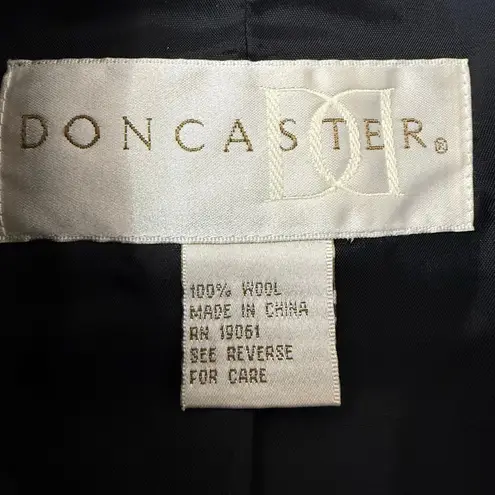 DONCASTER®
100% WOOL
MADE IN CHINA
RN 19061
SEE REVERSE
FOR CARE